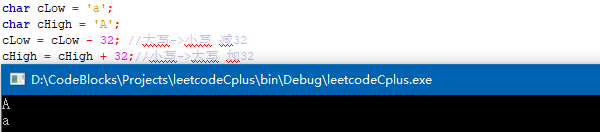 char cLow = 'a';
char cHigh = 'A';
cLow = cLow - 32; //大写->小写 减32
cHigh = cHigh + 32;//小写->大写 加32
D:\CodeBlocks\Projects\leetcodeCplus\bin\Debug\leetcodeCplus.exe
A
a